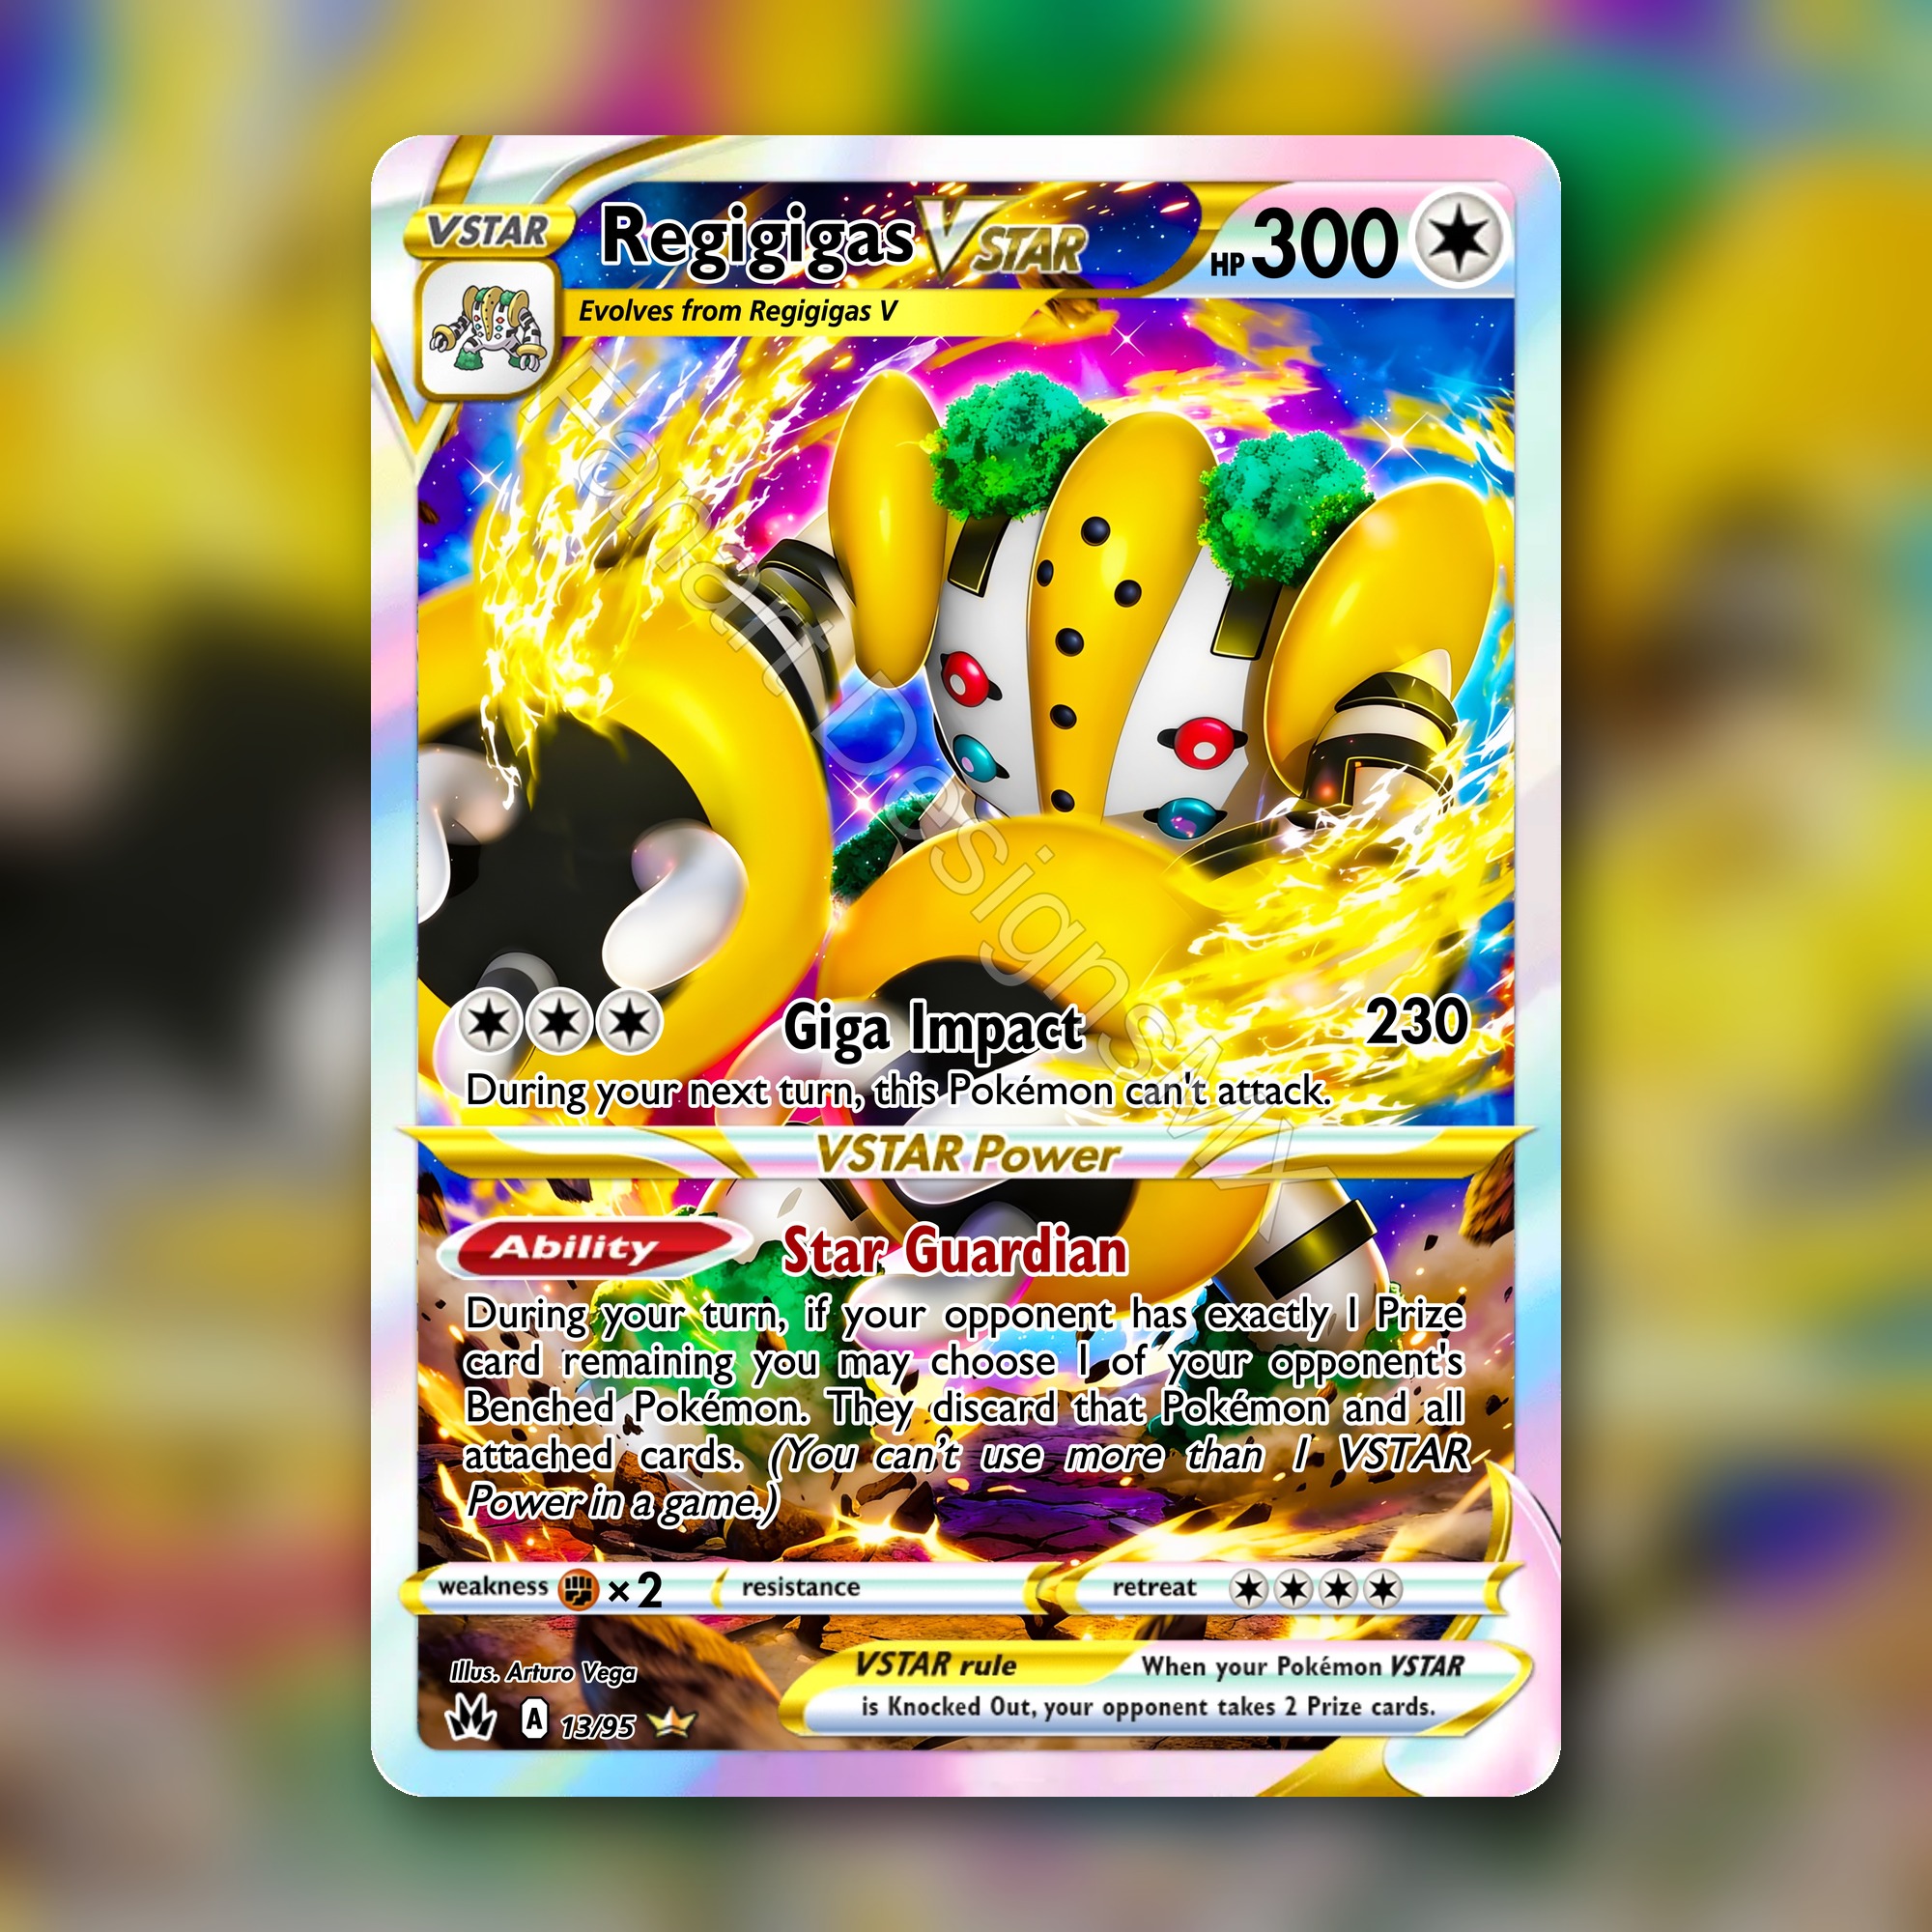 VSTAR
Regigigas VSTAR
HP 300
Evolves from Regigigas V
Fanart DesignsMX
Giga Impact 230
During your next turn, this Pokémon can't attack.
VSTAR Power
Ability Star Guardian
During your turn, if your opponent has exactly 1 Prize
card remaining you may choose 1 of your opponent's
Benched Pokémon. They discard that Pokémon and all
attached cards. (You can't use more than 1 VSTAR
Power in a game.)
weakness ×2 resistance retreat
Illus. Arturo Vega
VSTAR rule When your Pokémon VSTAR
is Knocked Out, your opponent takes 2 Prize cards.
A 13/95